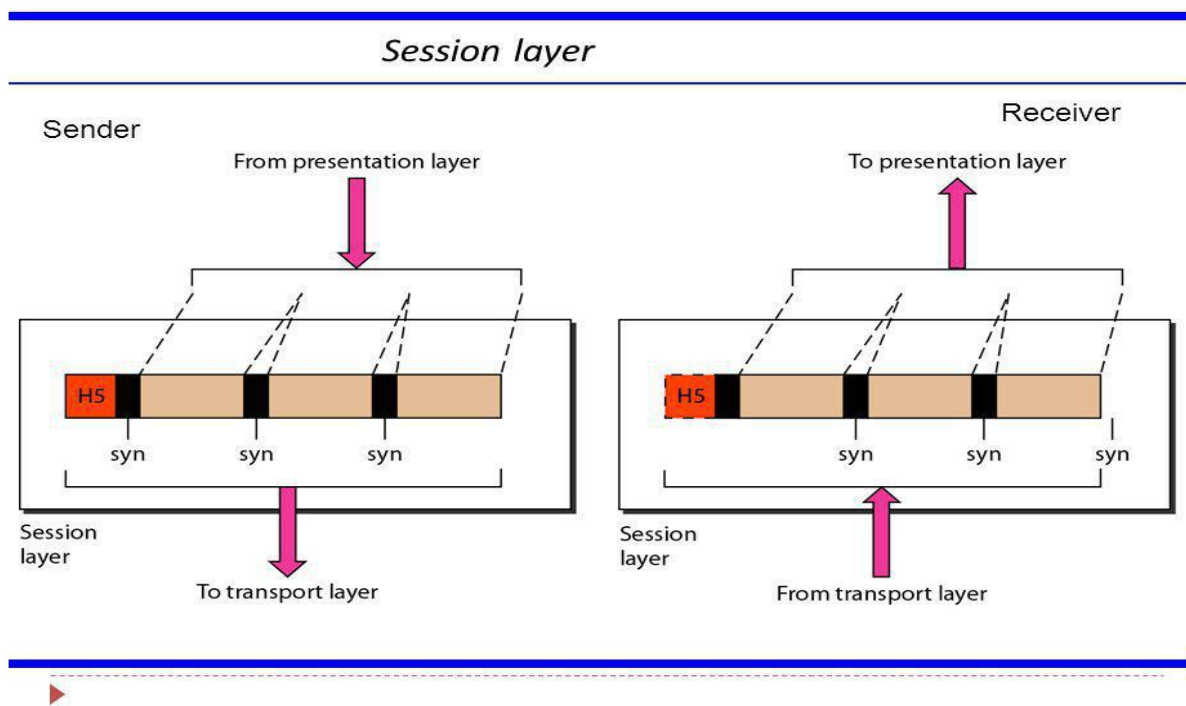 Session layer
Sender
Receiver
From presentation layer
To presentation layer
H5
H5
syn syn syn
syn syn syn
Session
layer
Session
layer
To transport layer
From transport layer